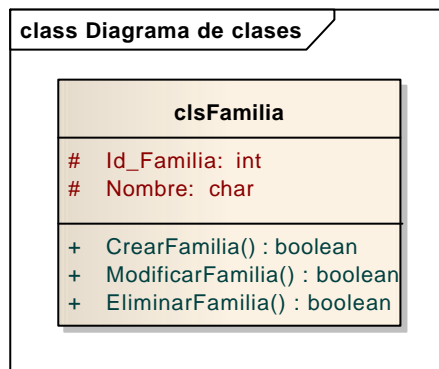 class Diagrama de clases
clsFamilia
# Id_Familia: int
# Nombre: char
+ CrearFamilia() : boolean
+ ModificarFamilia() : boolean
+ EliminarFamilia() : boolean